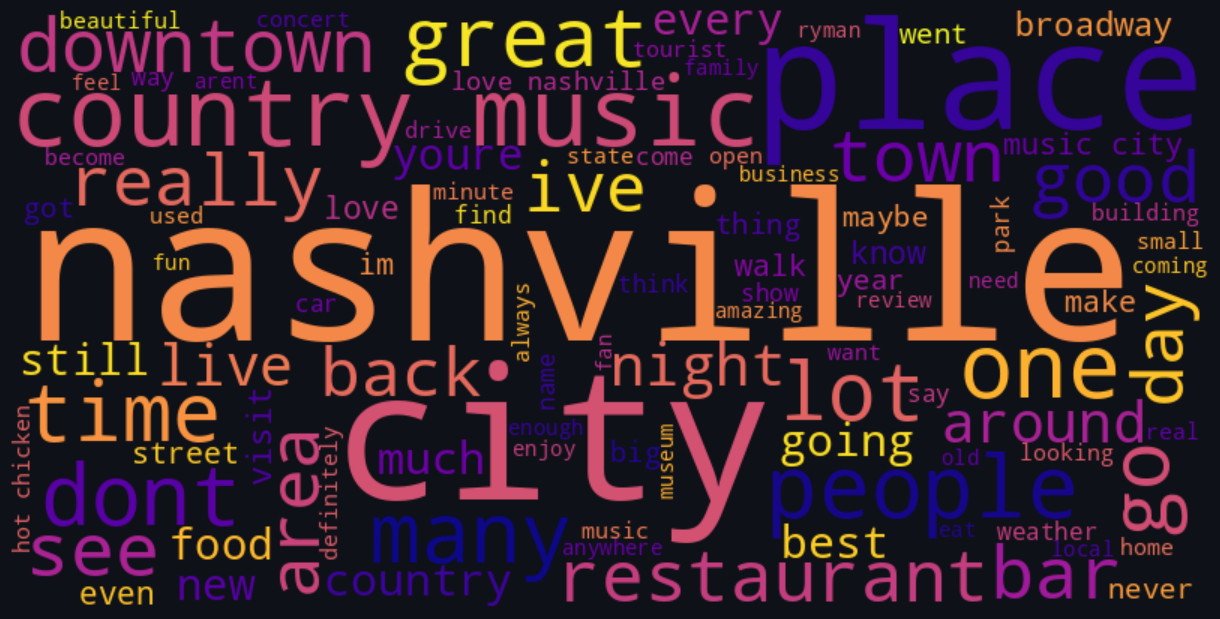 beautiful
concert
downtown
great
every
tourist
family
ryman
place
went
broadway
feel
way
arent
love nashville
country music
drive
youre
become
really
state
come
open
business
town
music city
good
got
used
love
minute
find
ive
thing
maybe
park
building
small
coming
nashville
fun
im
car
always
think
walk
show
know
year
review
amazing
need
make
still
live
back
name
fan
night
want
lot
say
one
day
time
city
hot chicken
street
visit
area
definitely
much
enough
enjoy
big
museum
going
around
real
old
looking
go
dont
many
people
eat
see
food
music
anywhere
best
weather
local
home
even
new
country
restaurant
bar
never